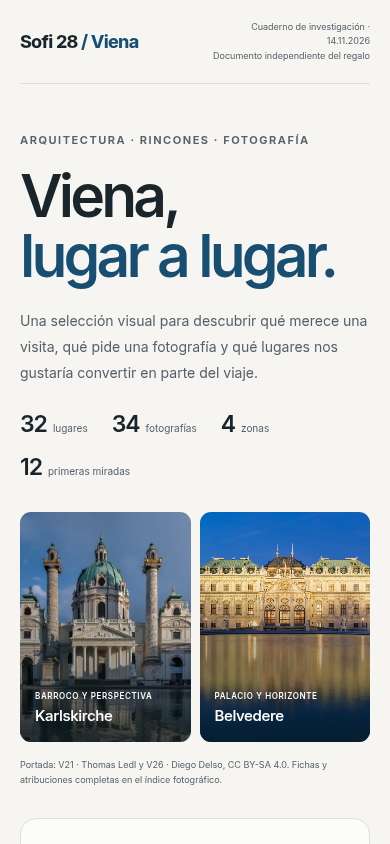 Sofi 28 / Viena
Cuaderno de investigación ·
14.11.2026
Documento independiente del regalo
ARQUITECTURA · RINCONES · FOTOGRAFÍA
Viena,
lugar a lugar.
Una selección visual para descubrir qué merece una
visita, qué pide una fotografía y qué lugares nos
gustaría convertir en parte del viaje.
32 lugares 34 fotografías 4 zonas
12 primeras miradas
BARROCO Y PERSPECTIVA
Karlskirche
PALACIO Y HORIZONTE
Belvedere
Portada: V21 · Thomas Ledl y V26 · Diego Delso, CC BY-SA 4.0. Fichas y
atribuciones completas en el índice fotográfico.